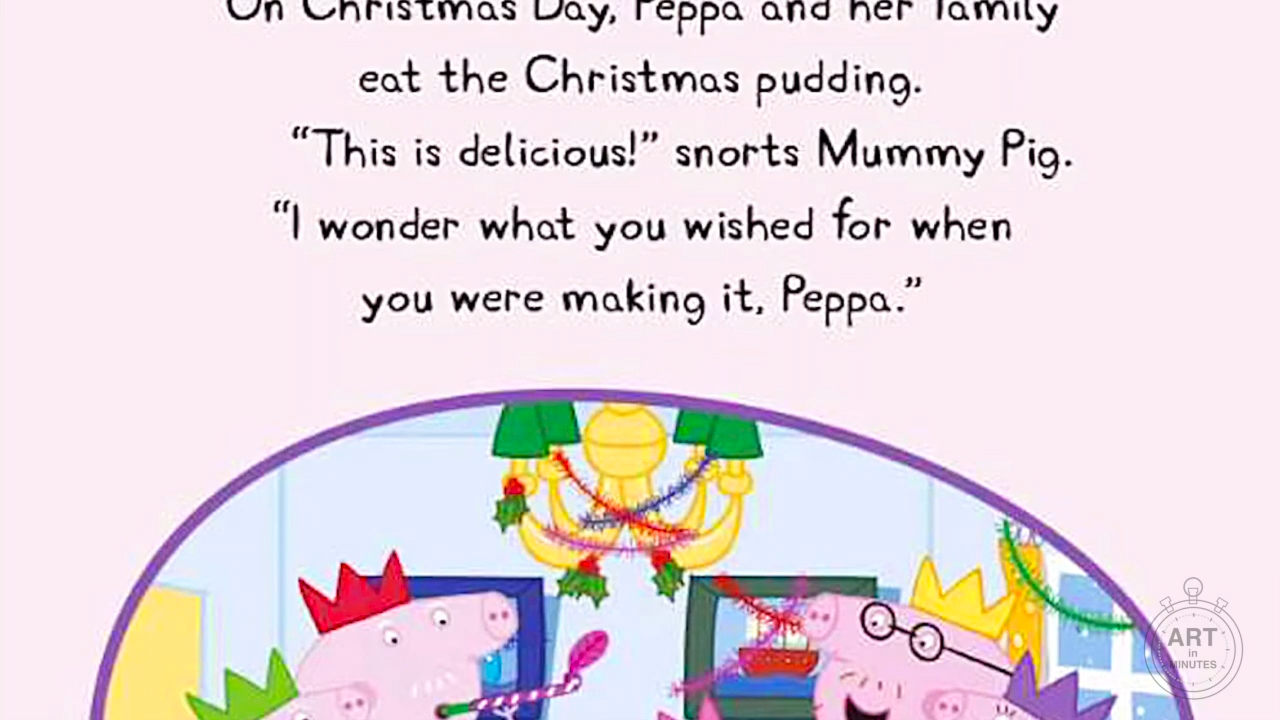 On Christmas Day, Peppa and her family
eat the Christmas pudding.
“This is delicious!” snorts Mummy Pig.
“I wonder what you wished for when
you were making it, Peppa.”
ART
in
MINUTES